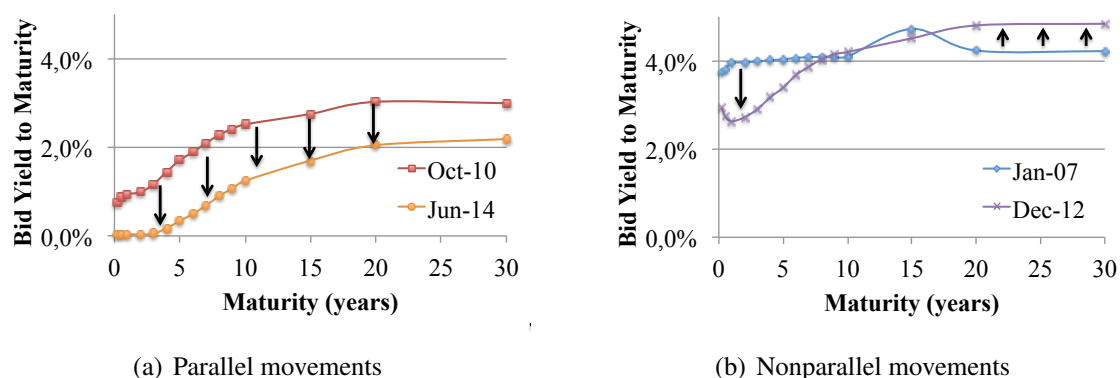 Bid Yield to Maturity
4,0%
2,0%
0,0%
0 5 10 15 20 25 30
Maturity (years)
Oct-10
Jun-14
(a) Parallel movements
Bid Yield to Maturity
4,0%
2,0%
0,0%
0 5 10 15 20 25 30
Maturity (years)
Jan-07
Dec-12
(b) Nonparallel movements